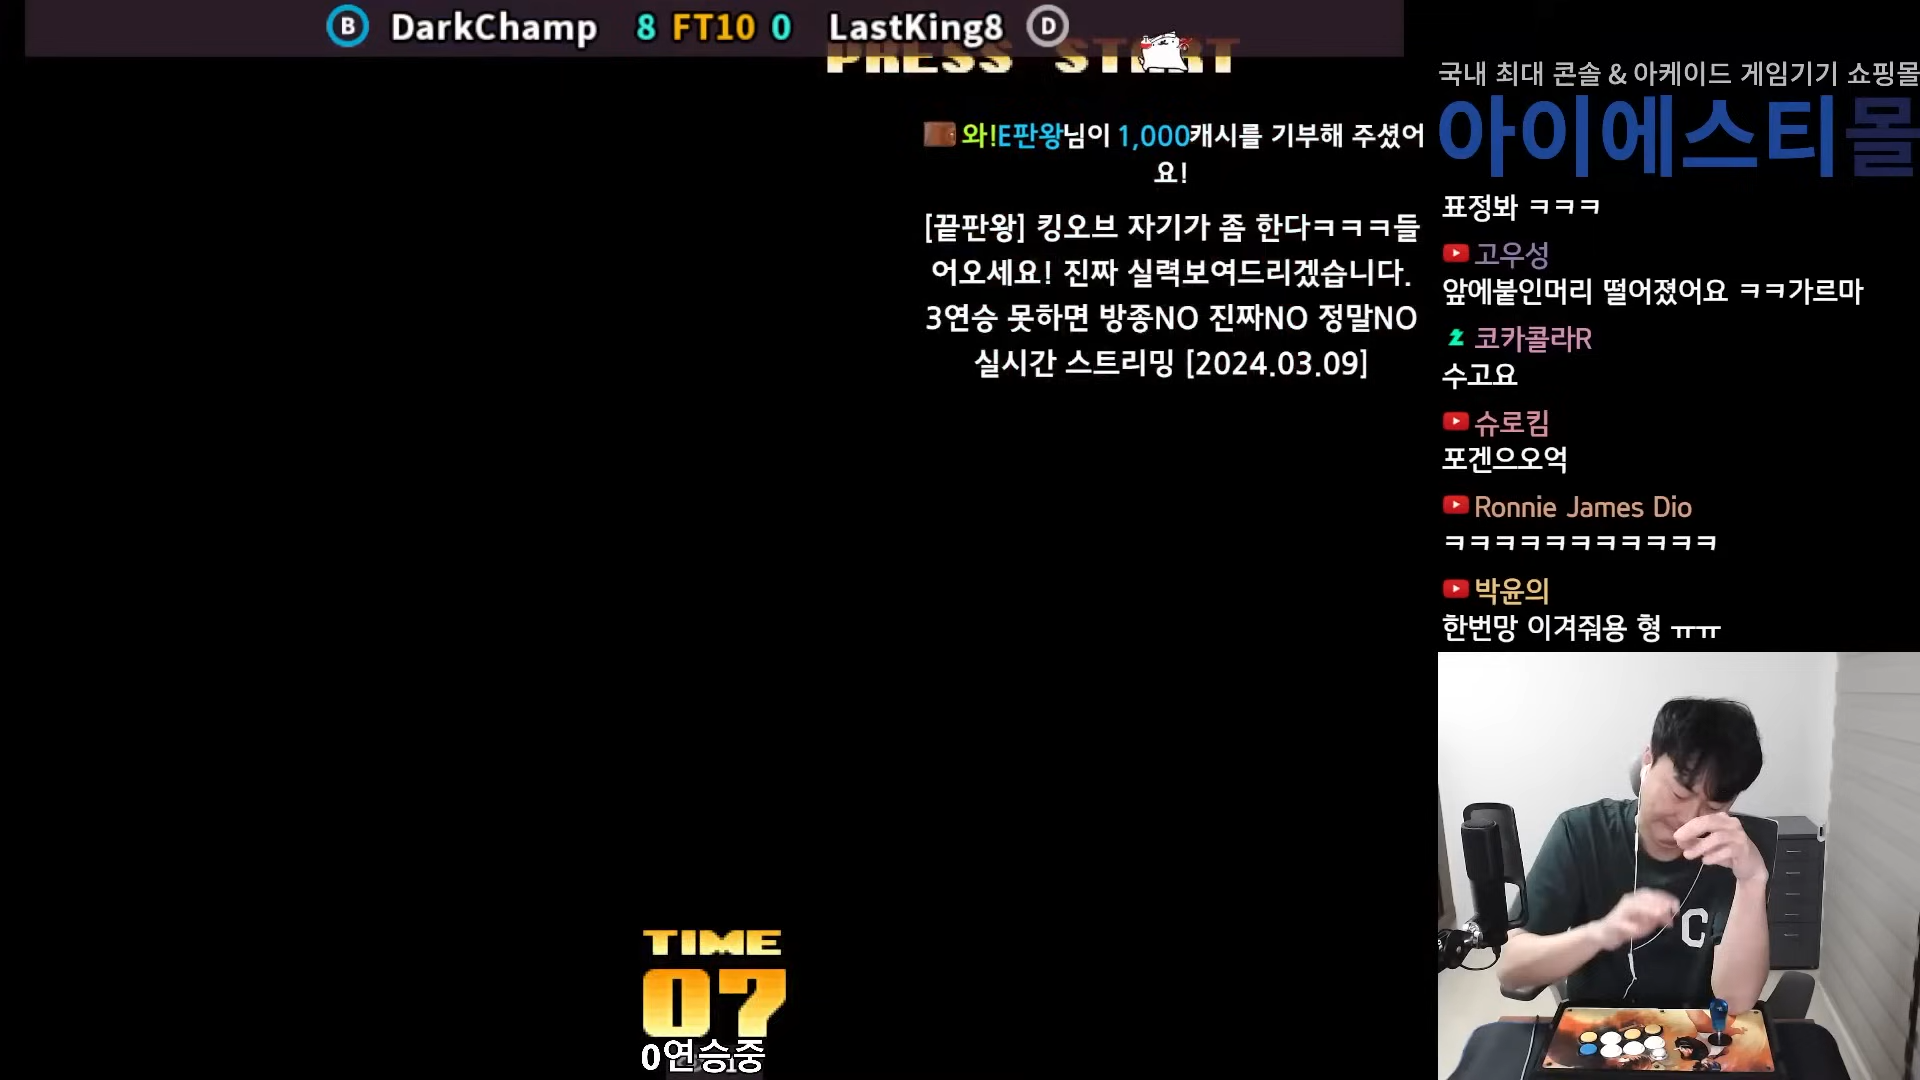 B DarkChamp 8 FT10 0 LastKing8 D
PRESS START
와!E판왕님이 1,000캐시를 기부해 주셨어
요!
[끝판왕] 킹오브 자기가 좀 한다ㅋㅋㅋ들
어오세요! 진짜 실력보여드리겠습니다.
3연승 못하면 방종NO 진짜NO 정말NO
실시간 스트리밍 [2024.03.09]
국내 최대 콘솔 & 아케이드 게임기기 쇼핑몰
아이에스티몰
표정봐 ㅋㅋㅋ
고우성
앞에붙인머리 떨어졌어요 ㅋㅋ가르마
코카콜라R
수고요
슈로킴
포겐으오억
Ronnie James Dio
ㅋㅋㅋㅋㅋㅋㅋㅋㅋㅋㅋ
박윤의
한번망 이겨줘용 형 ㅠㅠ
C
TIME
07
0연승중